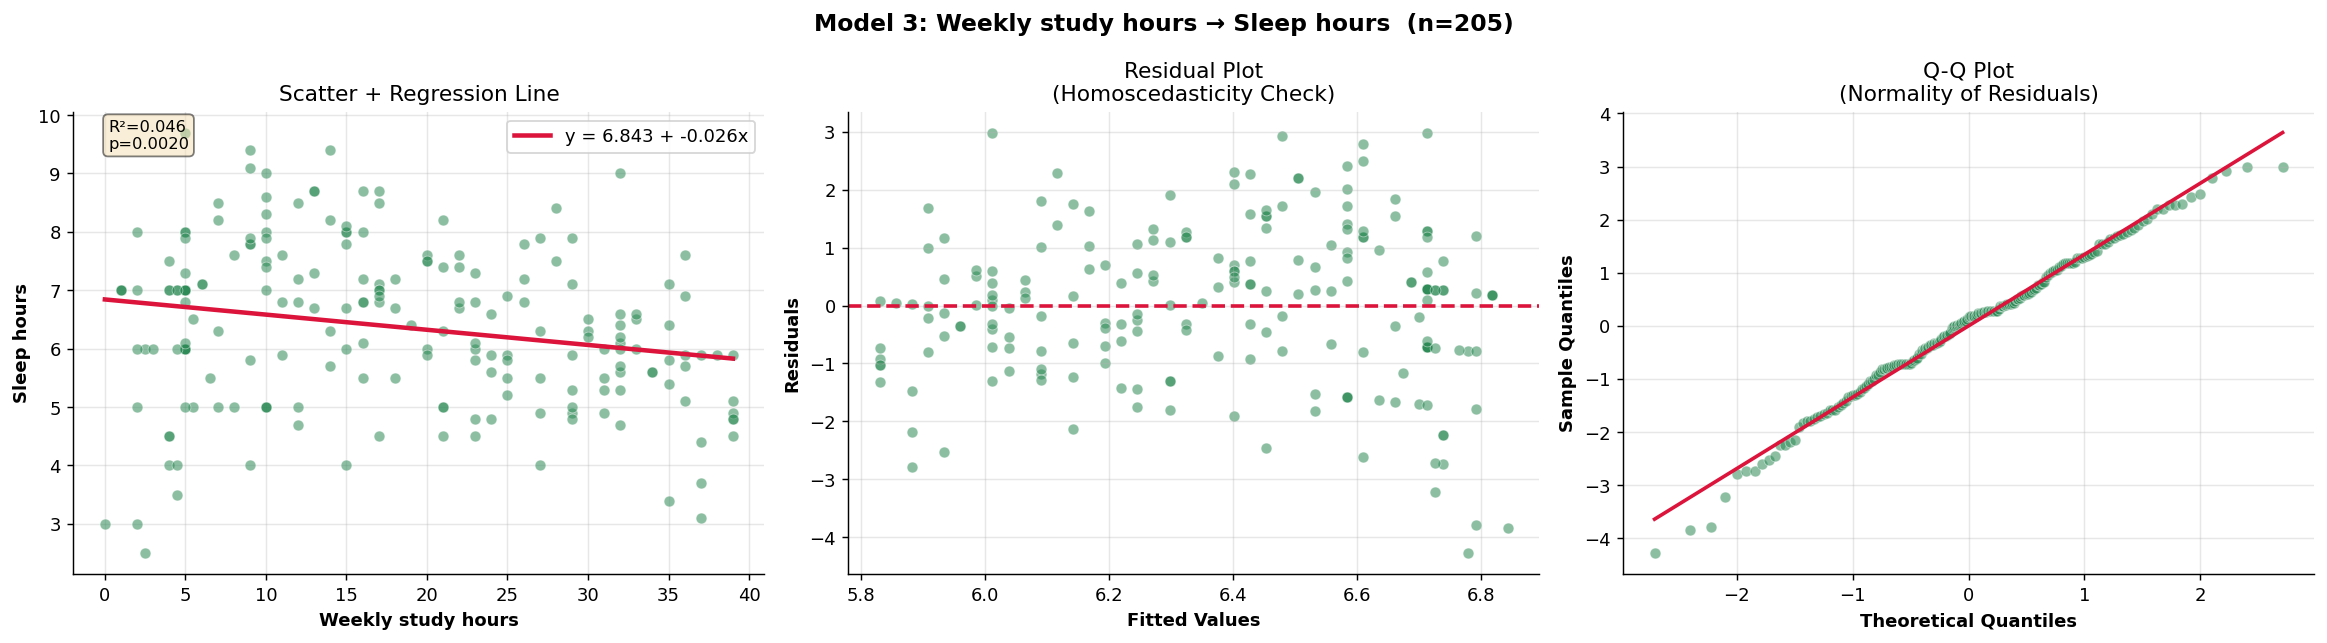 Model 3: Weekly study hours → Sleep hours  (n=205)
Scatter + Regression Line
R²=0.046
p=0.0020
y = 6.843 + -0.026x
Sleep hours
10
9
8
7
6
5
4
3
0 5 10 15 20 25 30 35 40
Weekly study hours
Residual Plot
(Homoscedasticity Check)
Residuals
3
2
1
0
−1
−2
−3
−4
5.8 6.0 6.2 6.4 6.6 6.8
Fitted Values
Q-Q Plot
(Normality of Residuals)
Sample Quantiles
4
3
2
1
0
−1
−2
−3
−4
−2 −1 0 1 2
Theoretical Quantiles